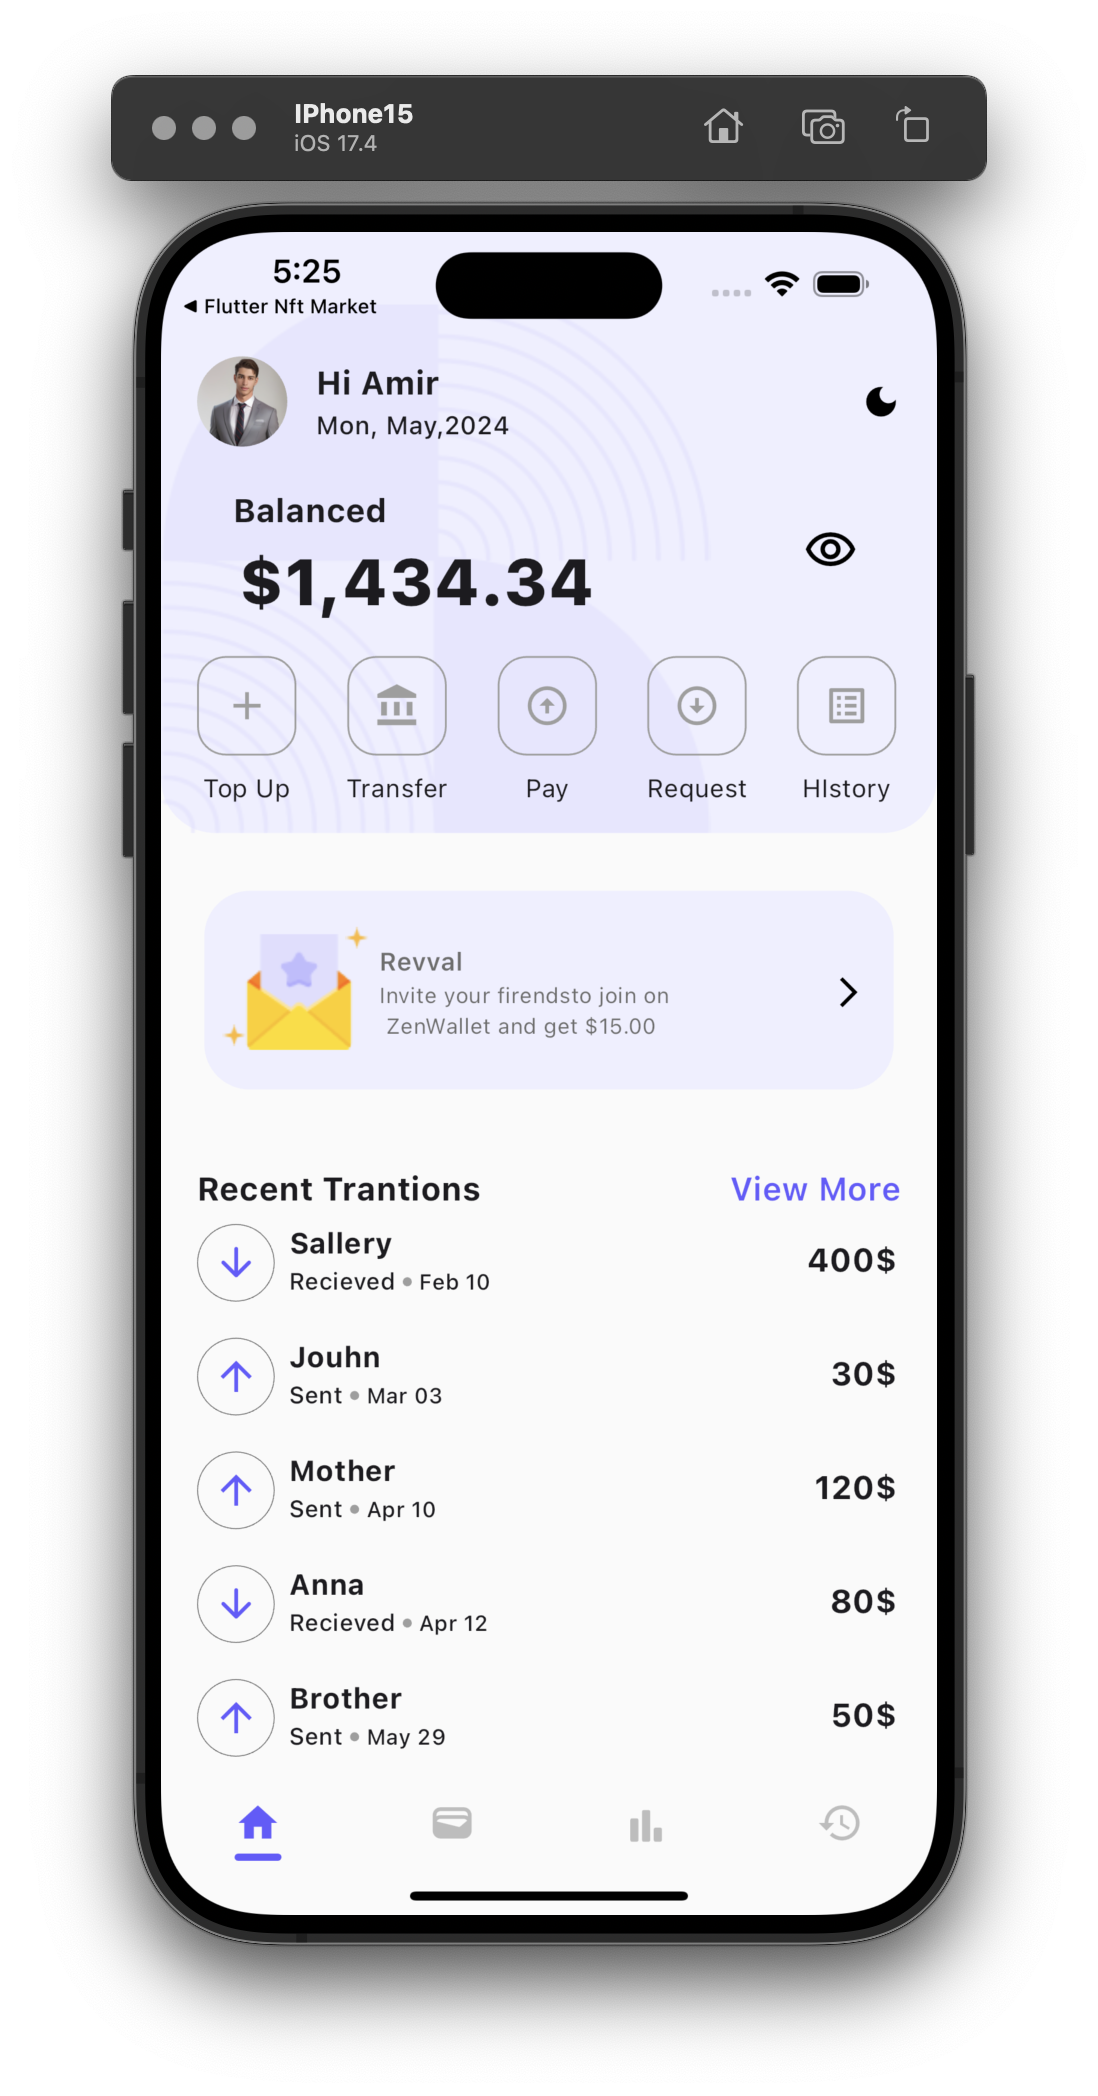 IPhone15
iOS 17.4
5:25
◀ Flutter Nft Market
Hi Amir
Mon, May,2024
Balanced
$1,434.34
Top Up
Transfer
Pay
Request
HIstory
Revval
Invite your firendsto join on
ZenWallet and get $15.00
Recent Trantions
View More
Sallery
400$
Recieved • Feb 10
Jouhn
30$
Sent • Mar 03
Mother
120$
Sent • Apr 10
Anna
80$
Recieved • Apr 12
Brother
50$
Sent • May 29